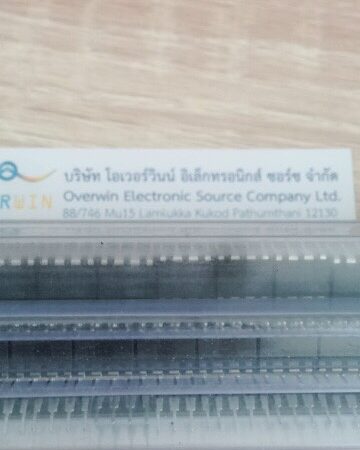 บริษัท โอเวอร์วินน์ อิเล็กทรอนิกส์ ซอร์ซ จำกัด
RWIN
Overwin Electronic Source Company Ltd.
88/746 Mu15 Lamlukka Kukod Pathumthani 12130